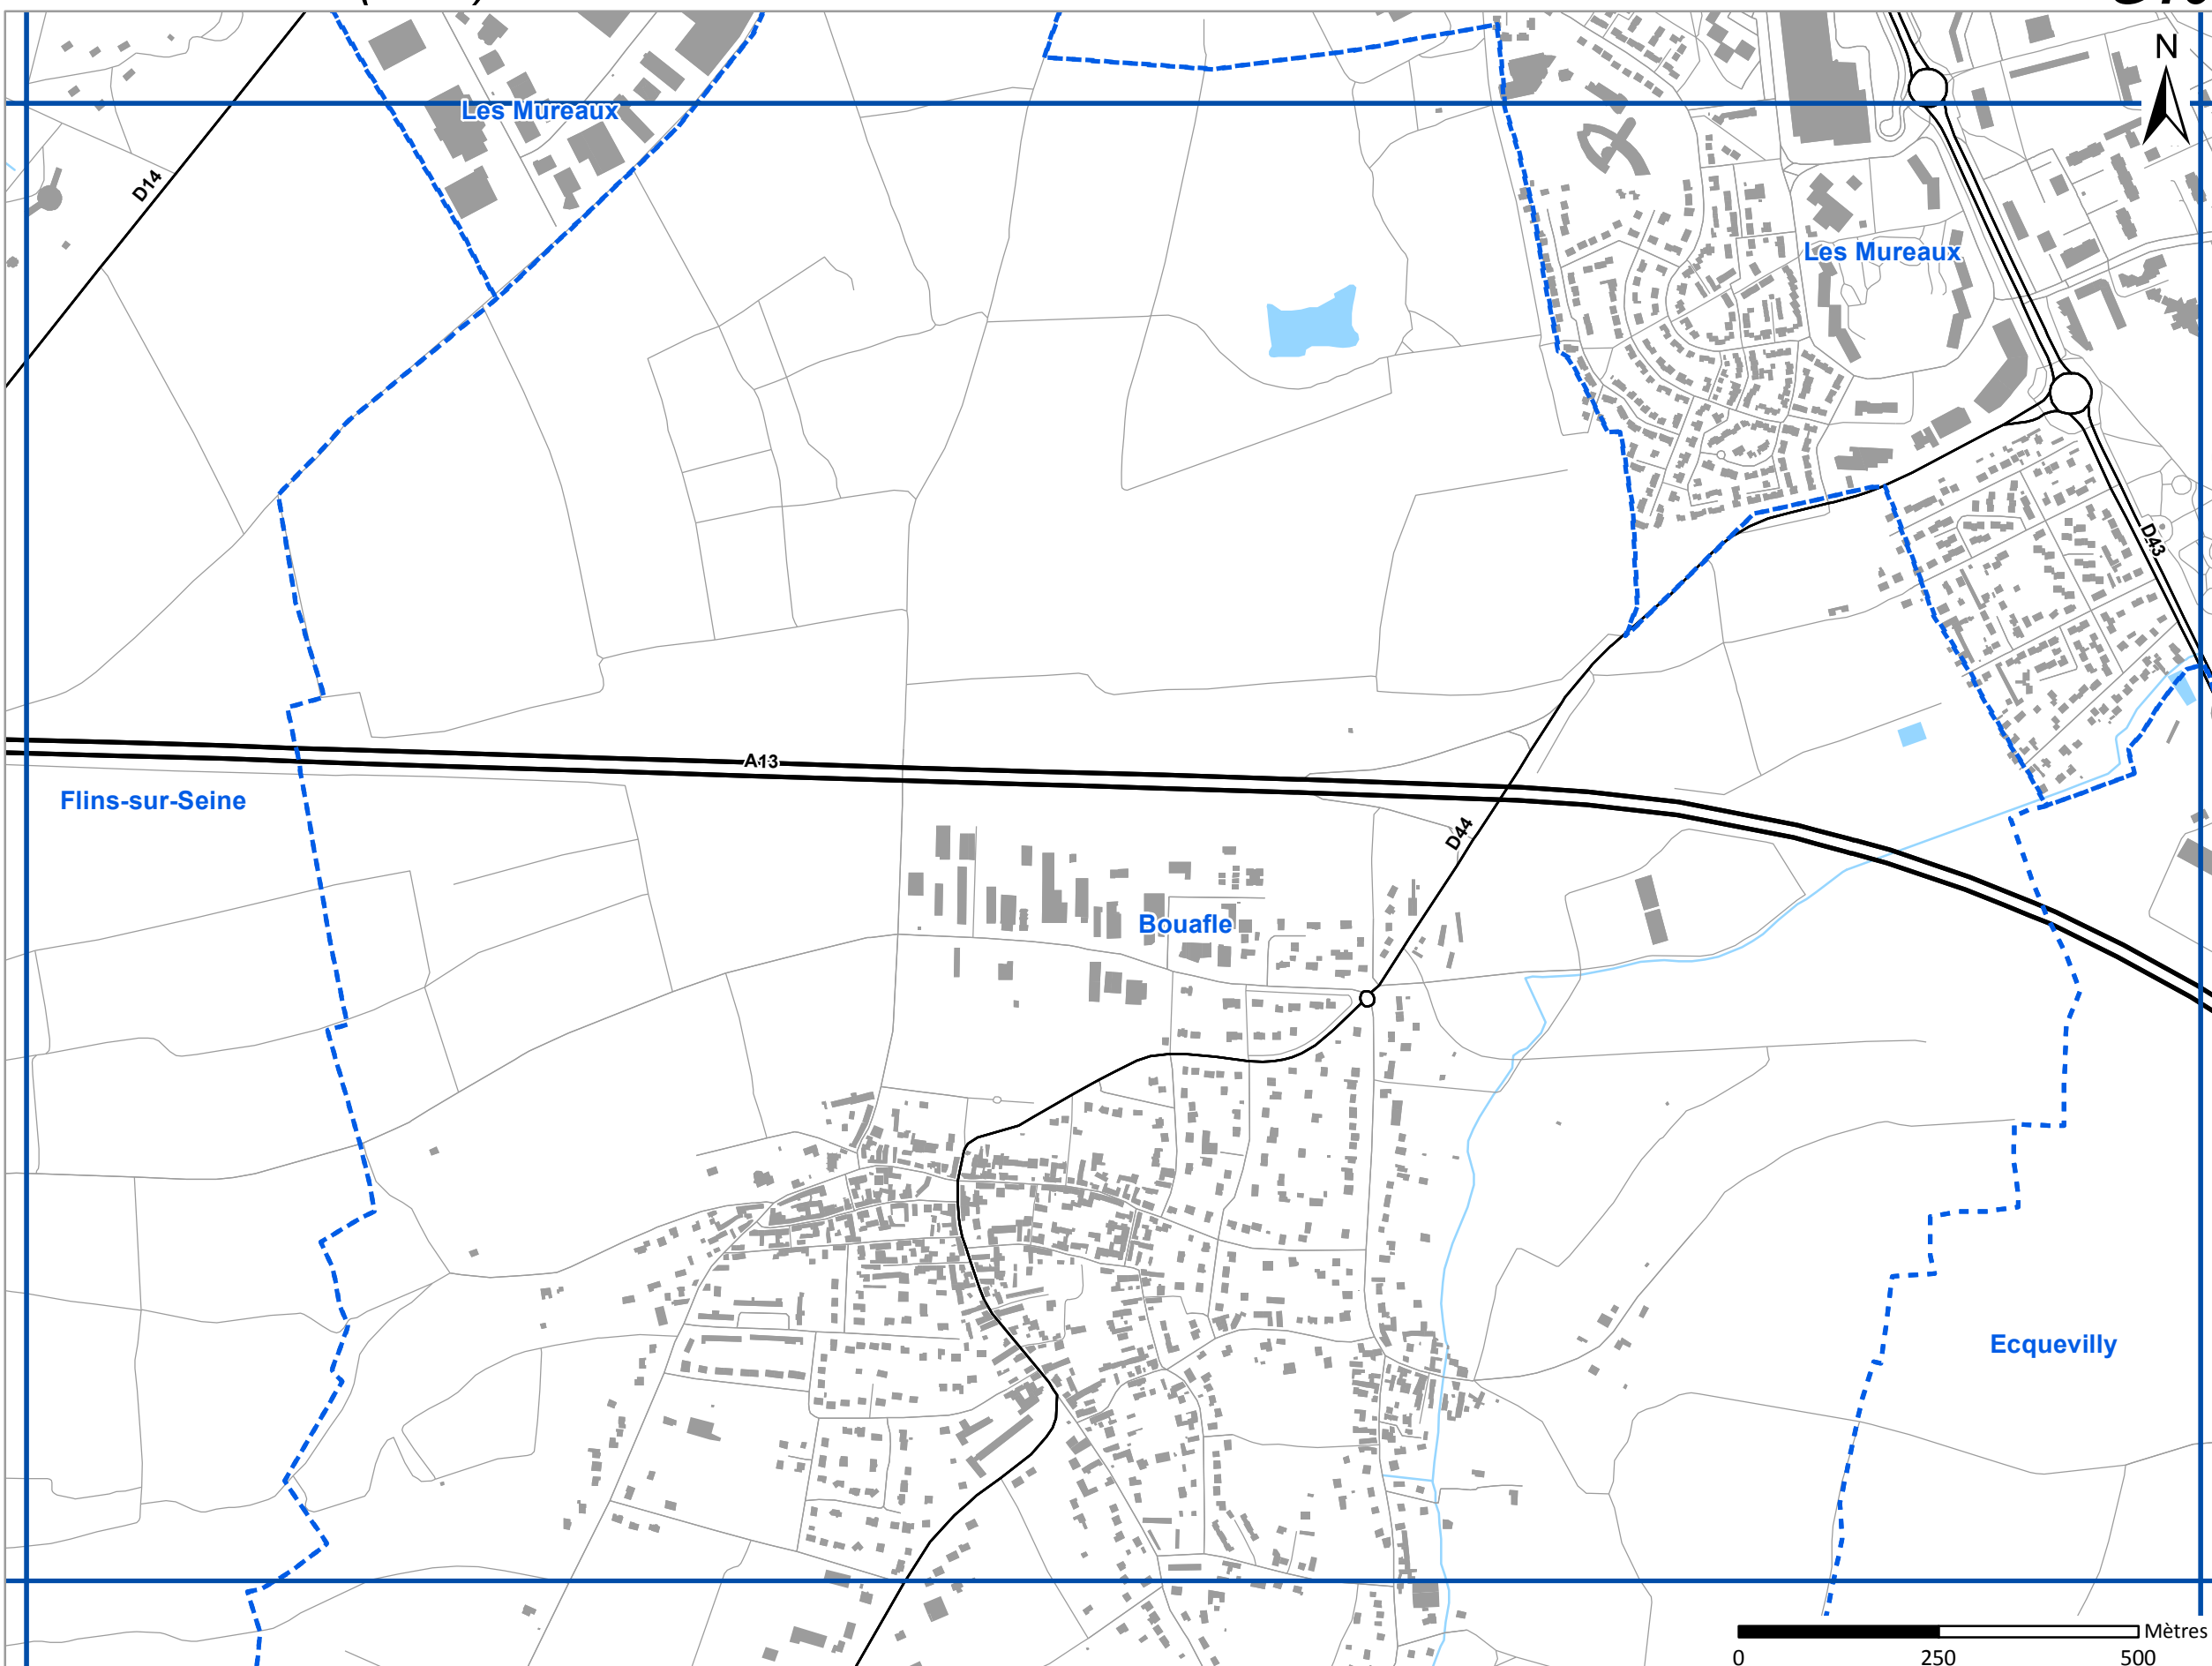 N
Les Mureaux
D14
Les Mureaux
D43
A13
Flins-sur-Seine
D44
Bouafle
Ecquevilly
Mètres
0 250 500